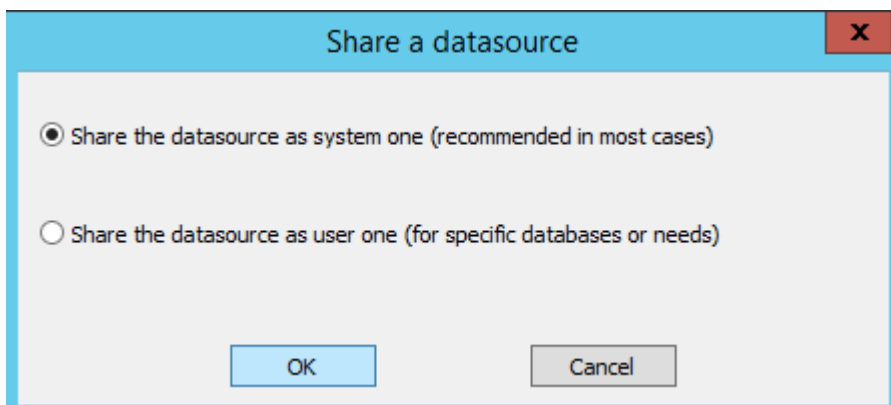 Share a datasource
x
Share the datasource as system one (recommended in most cases)
Share the datasource as user one (for specific databases or needs)
OK
Cancel